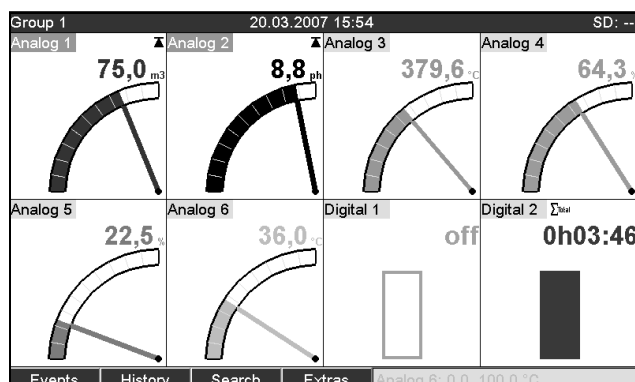 Group 1 20.03.2007 15:54 SD: --
Analog 1 Analog 2 Analog 3 Analog 4
75,0 m3 8,8 ph 379,6 °C 64,3
Analog 5 Analog 6 Digital 1 Digital 2 ΣTotal
22,5 % 36,0 °C off 0h03:46
Events History Search Extras Analog 6: 0,0..100,0 °C